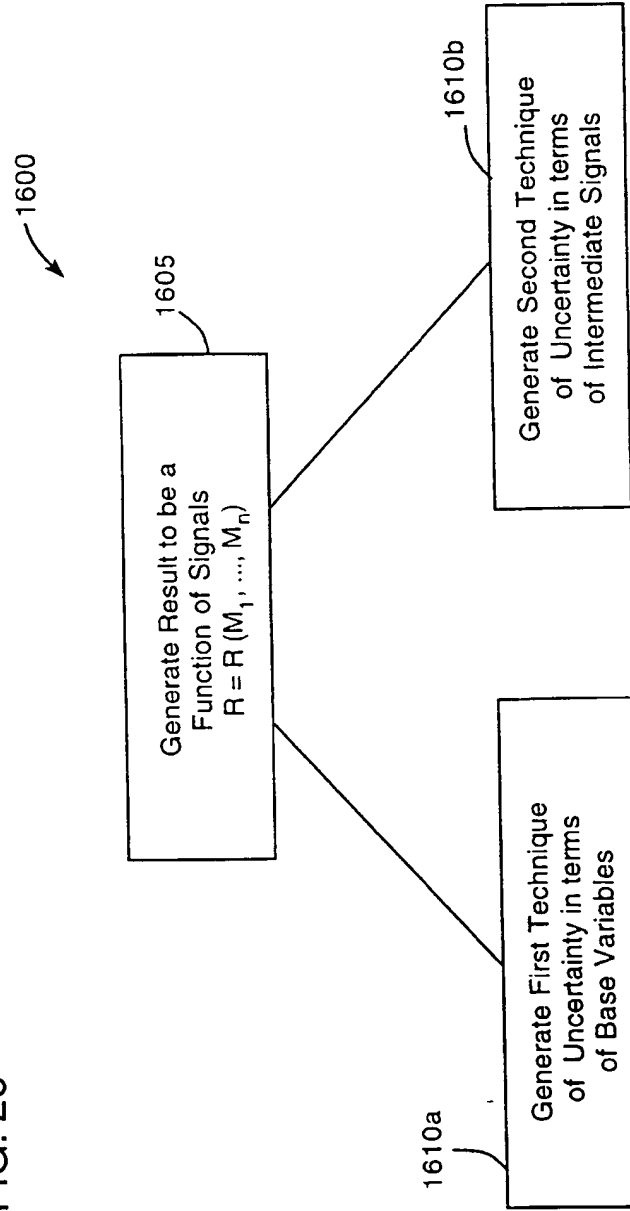 FIG.
1600
1605
Generate Result to be a
Function of Signals
R = R (M₁, ..., Mₙ)
1610a
Generate First Technique
of Uncertainty in terms
of Base Variables
1610b
Generate Second Technique
of Uncertainty in terms
of Intermediate Signals